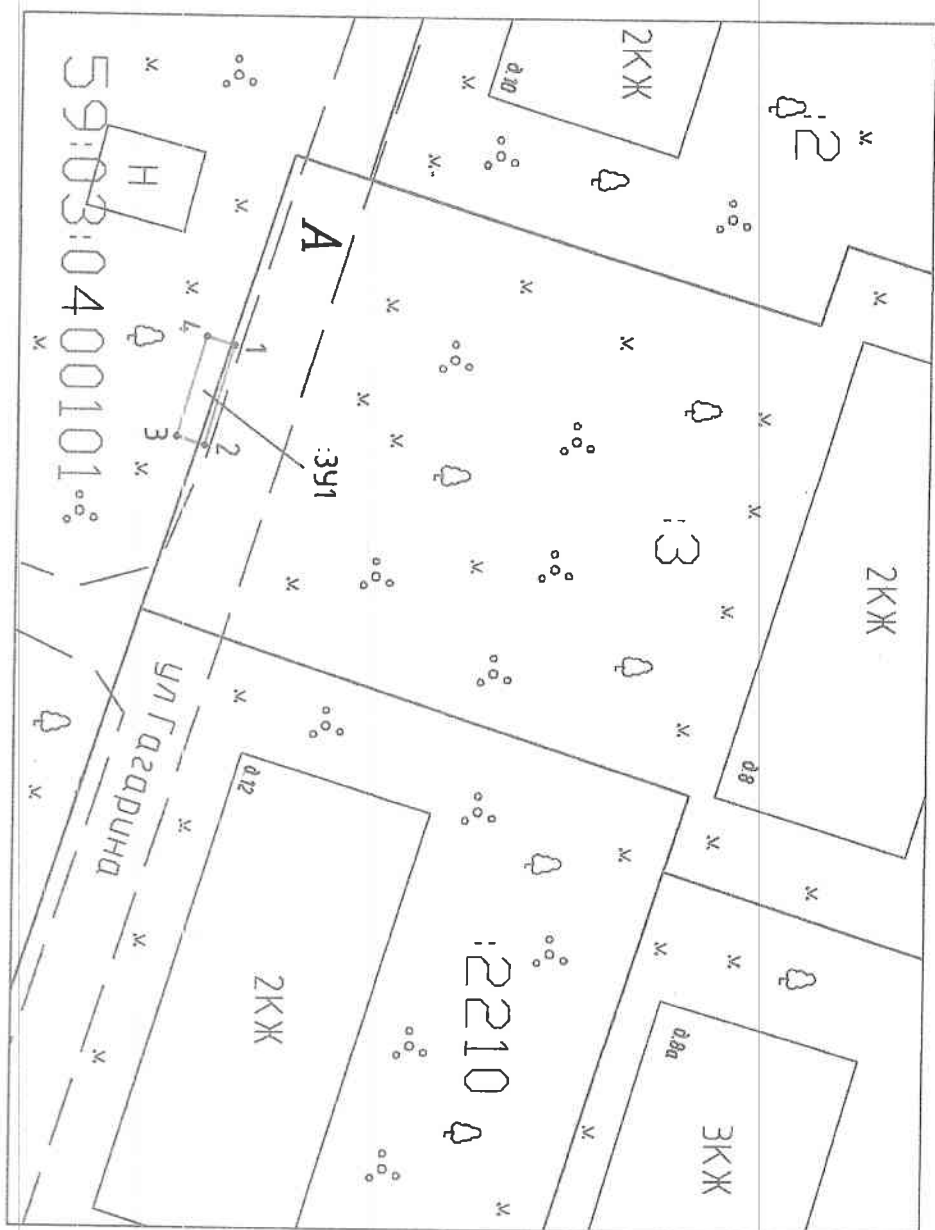 2КЖ
д.10
:2
Н
59:03:0400101
А
4
1
3
2
:ЗУ1
:3
2КЖ
д.8
ул Гагарина
д.12
2КЖ
:2210
д.8а
3КЖ